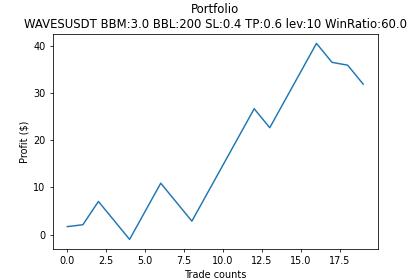 Portfolio
WAVESUSDT BBM:3.0 BBL:200 SL:0.4 TP:0.6 lev:10 WinRatio:60.0
40
30
20
10
0
Profit ($)
0.0 2.5 5.0 7.5 10.0 12.5 15.0 17.5
Trade counts